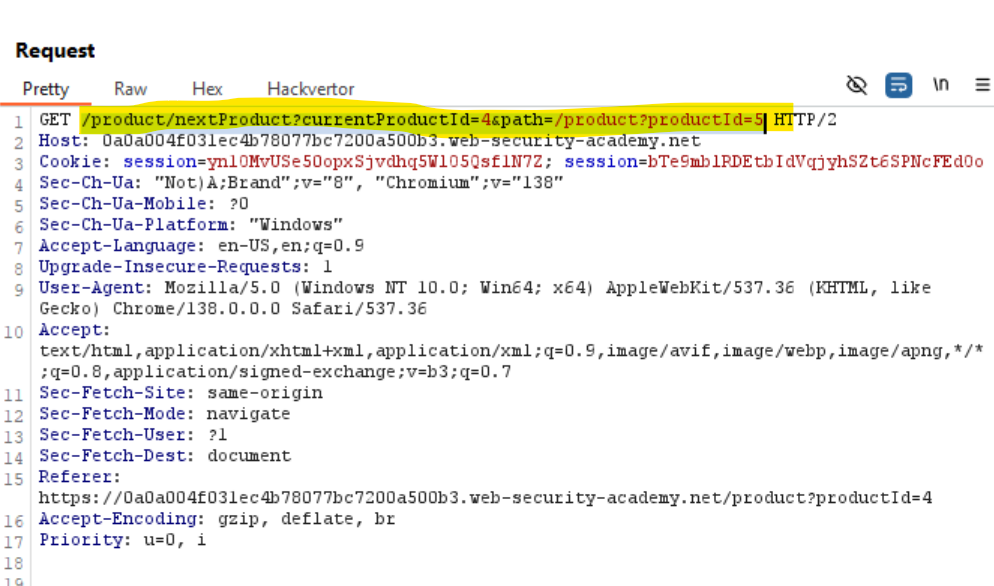 Request
Pretty Raw Hex Hackvertor \n
1 GET /product/nextProduct?currentProductId=4&path=/product?productId=5 HTTP/2
2 Host: 0a0a004f031ec4b78077bc7200a500b3.web-security-academy.net
3 Cookie: session=ynl0MvUSe50opxSjvdhq5Wl05QsflN7Z; session=bTe9mblRDEtbIdVqjyhSZt6SPNcFEd0o
4 Sec-Ch-Ua: "Not)A;Brand";v="8", "Chromium";v="138"
5 Sec-Ch-Ua-Mobile: ?0
6 Sec-Ch-Ua-Platform: "Windows"
7 Accept-Language: en-US,en;q=0.9
8 Upgrade-Insecure-Requests: 1
9 User-Agent: Mozilla/5.0 (Windows NT 10.0; Win64; x64) AppleWebKit/537.36 (KHTML, like
Gecko) Chrome/138.0.0.0 Safari/537.36
10 Accept:
text/html,application/xhtml+xml,application/xml;q=0.9,image/avif,image/webp,image/apng,*/*
;q=0.8,application/signed-exchange;v=b3;q=0.7
11 Sec-Fetch-Site: same-origin
12 Sec-Fetch-Mode: navigate
13 Sec-Fetch-User: ?1
14 Sec-Fetch-Dest: document
15 Referer:
https://0a0a004f031ec4b78077bc7200a500b3.web-security-academy.net/product?productId=4
16 Accept-Encoding: gzip, deflate, br
17 Priority: u=0, i
18
19